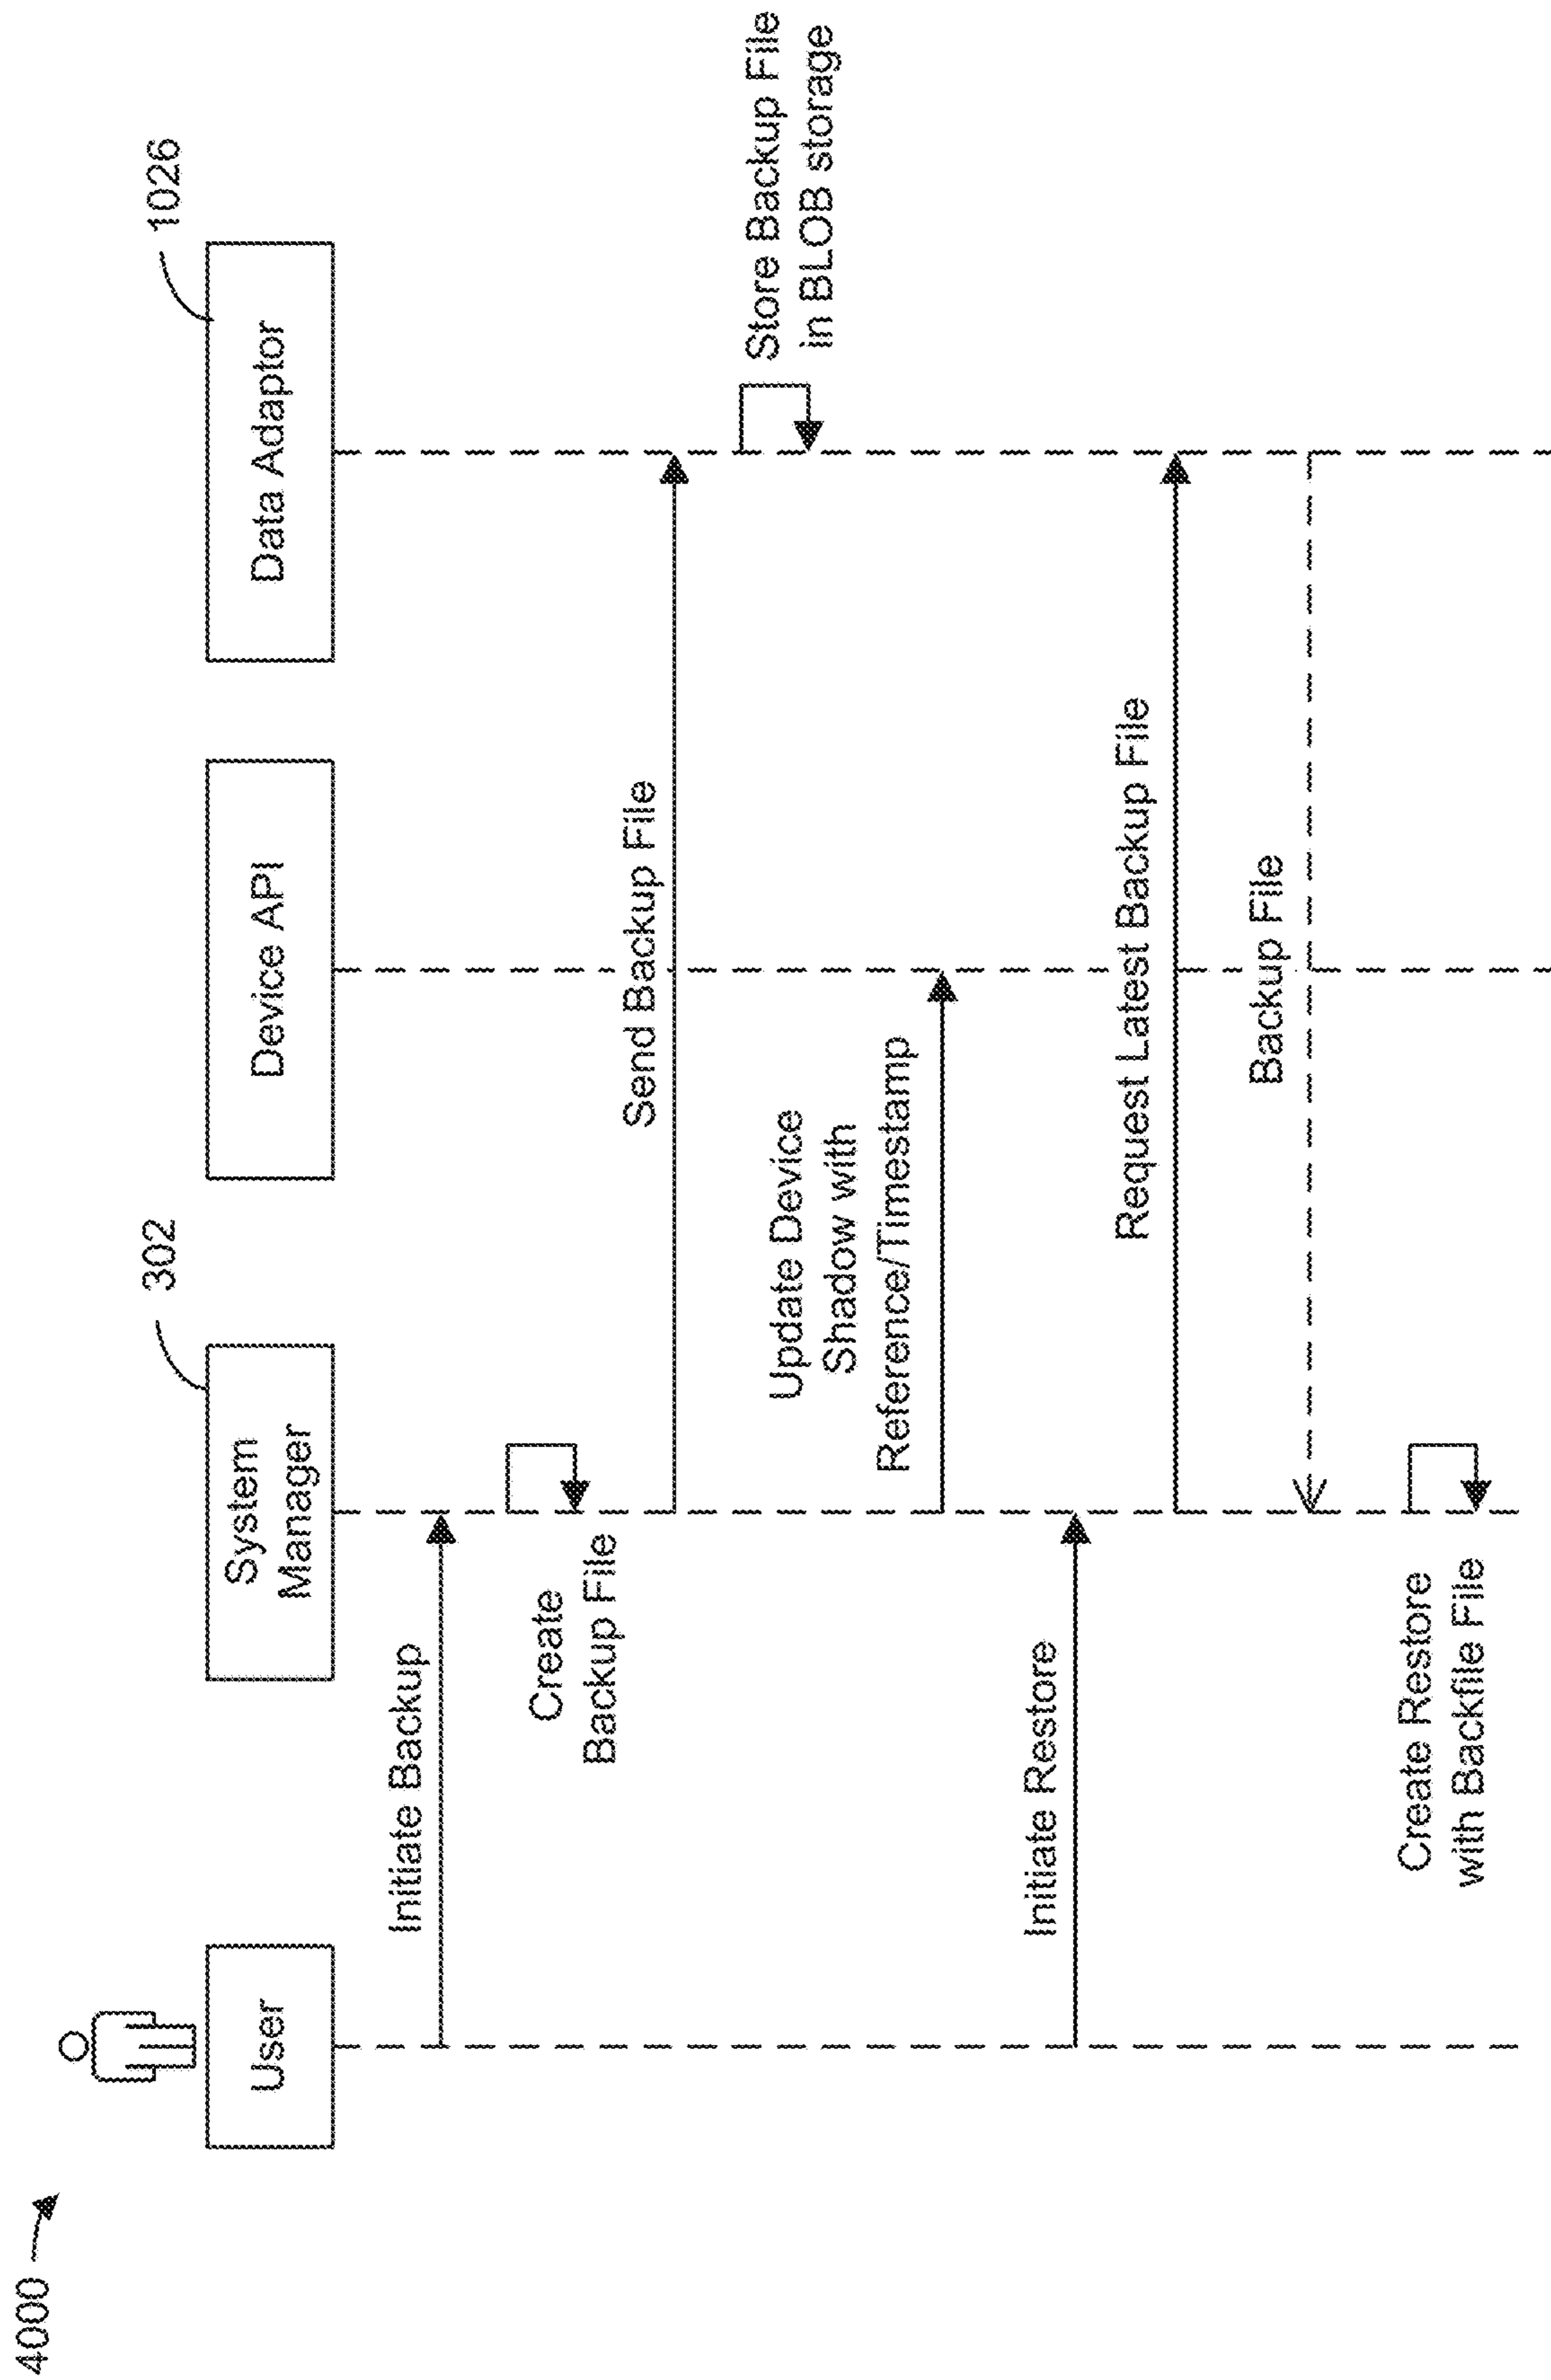 4000
302
1026
User
System
Manager
Device API
Data Adaptor
Initiate Backup
Create
Backup File
Send Backup File
Store Backup File
in BLOB storage
Update Device
Shadow with
Reference/Timestamp
Initiate Restore
Request Latest Backup File
Backup File
Create Restore
with Backfile File